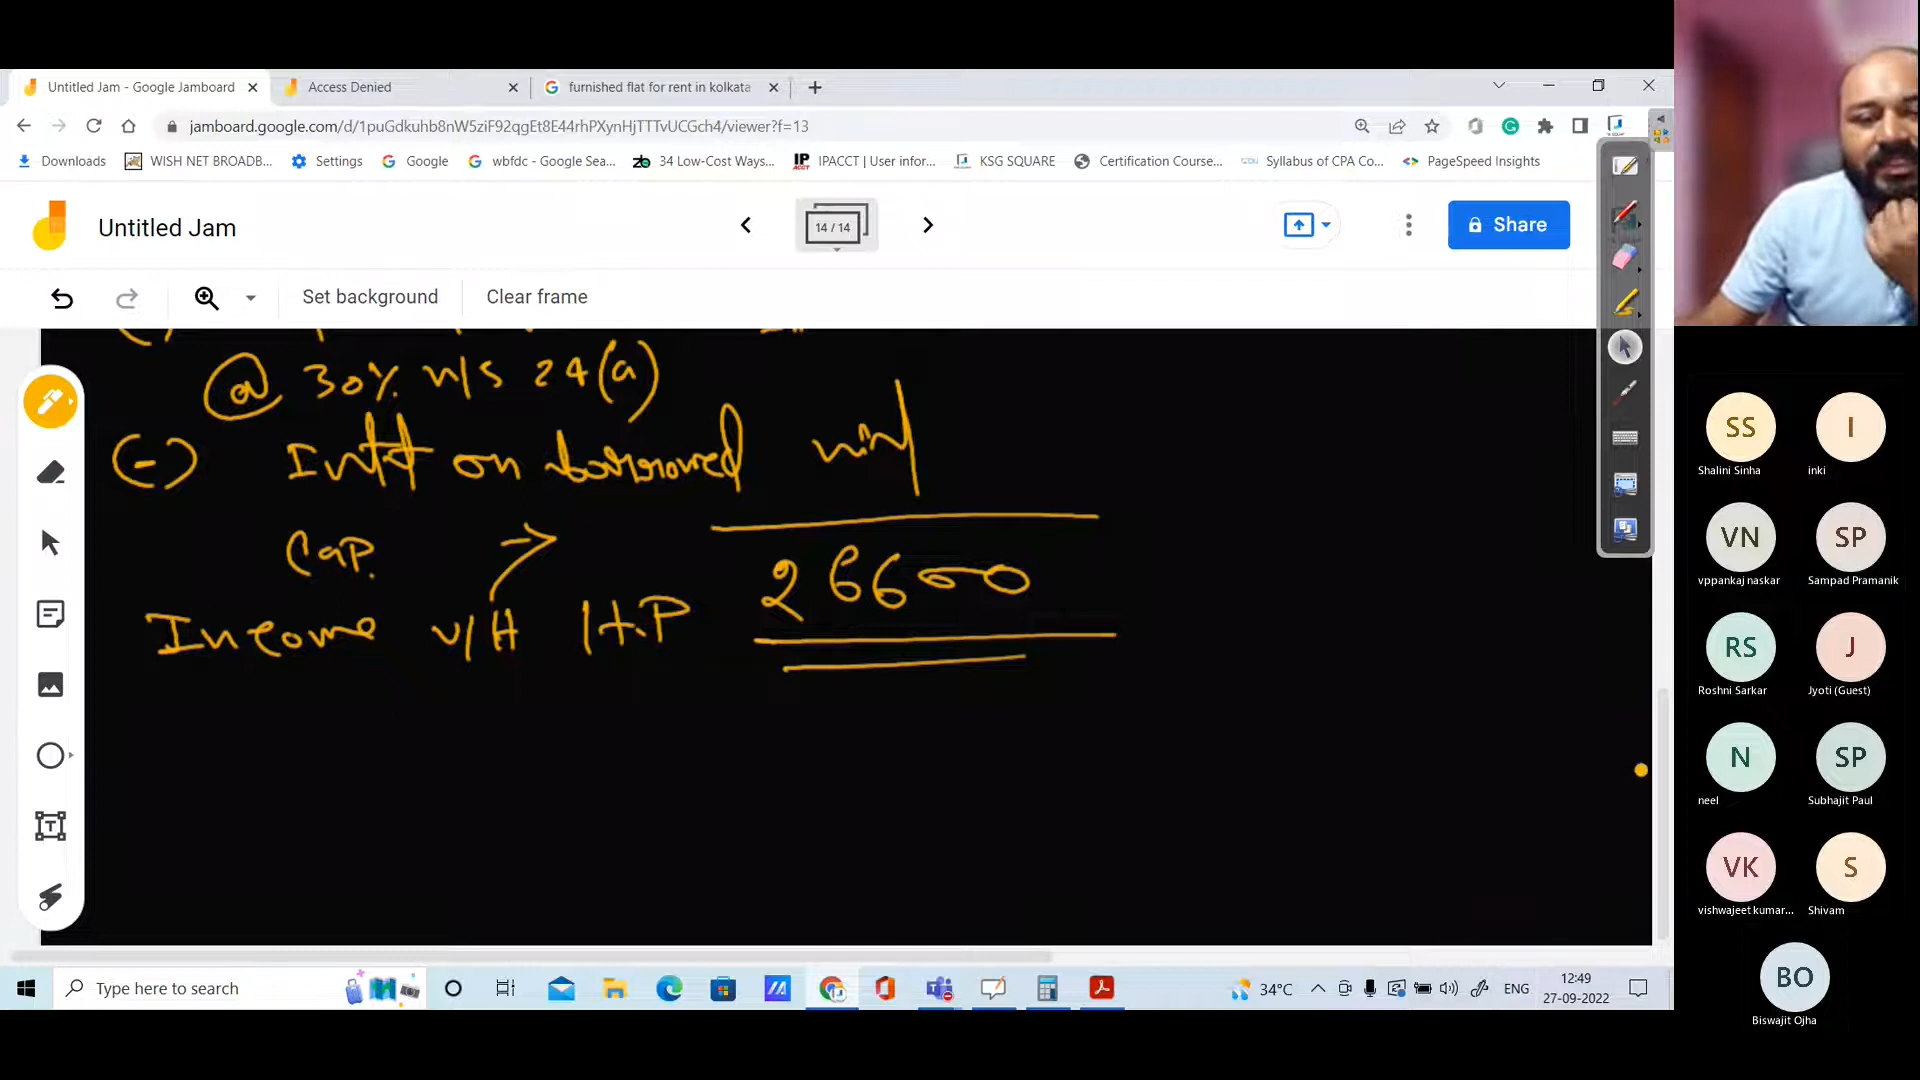 Untitled Jam - Google Jamboard
Access Denied
furnished flat for rent in kolkata
jamboard.google.com/d/1puGdkuhb8nW5ziF92qgEt8E44rhPXynHjTTTvUCGch4/viewer?f=13
Downloads
WISH NET BROADB...
Settings
Google
wbfdc - Google Sea...
34 Low-Cost Ways...
IPACCT | User infor...
KSG SQUARE
Certification Course...
Syllabus of CPA Co...
PageSpeed Insights
Untitled Jam
14 / 14
Share
Set background
Clear frame
@ 30% u/s 24(a)
(-) Intt on borrowed nil
Cap.
Income v/H H.P 26600
SS
Shalini Sinha
I
inki
VN
vppankaj naskar
SP
Sampad Pramanik
RS
Roshni Sarkar
J
Jyoti (Guest)
N
neel
SP
Subhajit Paul
VK
vishwajeet kumar...
S
Shivam
BO
Biswajit Ojha
Type here to search
34°C
ENG
12:49
27-09-2022